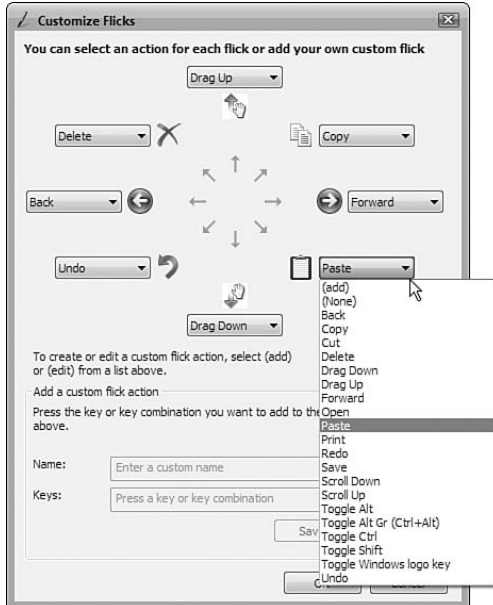 Customize Flicks
You can select an action for each flick or add your own custom flick
Drag Up
Delete
Copy
Back
Forward
Undo
Paste
Drag Down
(add)
(None)
Back
Copy
Cut
Delete
Drag Down
Drag Up
Forward
Open
Paste
Print
Redo
Save
Scroll Down
Scroll Up
Toggle Alt
Toggle Alt Gr (Ctrl+Alt)
Toggle Ctrl
Toggle Shift
Toggle Windows logo key
Undo
To create or edit a custom flick action, select (add)
or (edit) from a list above.
Add a custom flick action
Press the key or key combination you want to add to the
above.
Name:
Enter a custom name
Keys:
Press a key or key combination
Sav